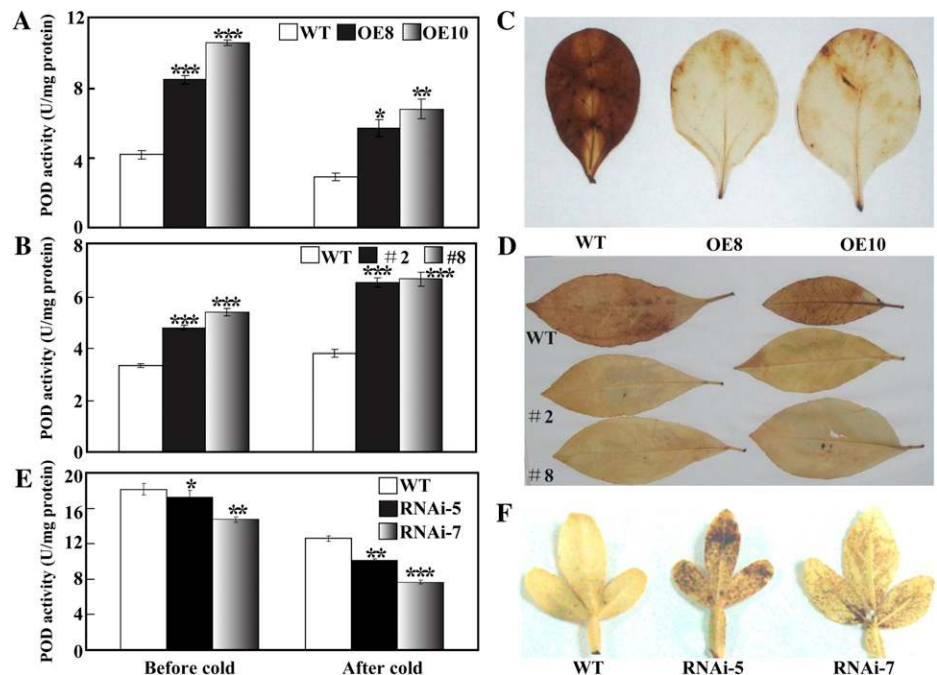 A
POD activity (U/mg protein)
12
8
4
0
WT OE8 OE10
***
***
*
**
B
POD activity (U/mg protein)
8
6
4
2
0
WT #2 #8
***
***
***
***
E
POD activity (U/mg protein)
20
16
12
8
4
0
WT
RNAi-5
RNAi-7
*
**
**
***
Before cold After cold
C
WT OE8 OE10
D
WT
#2
#8
F
WT RNAi-5 RNAi-7